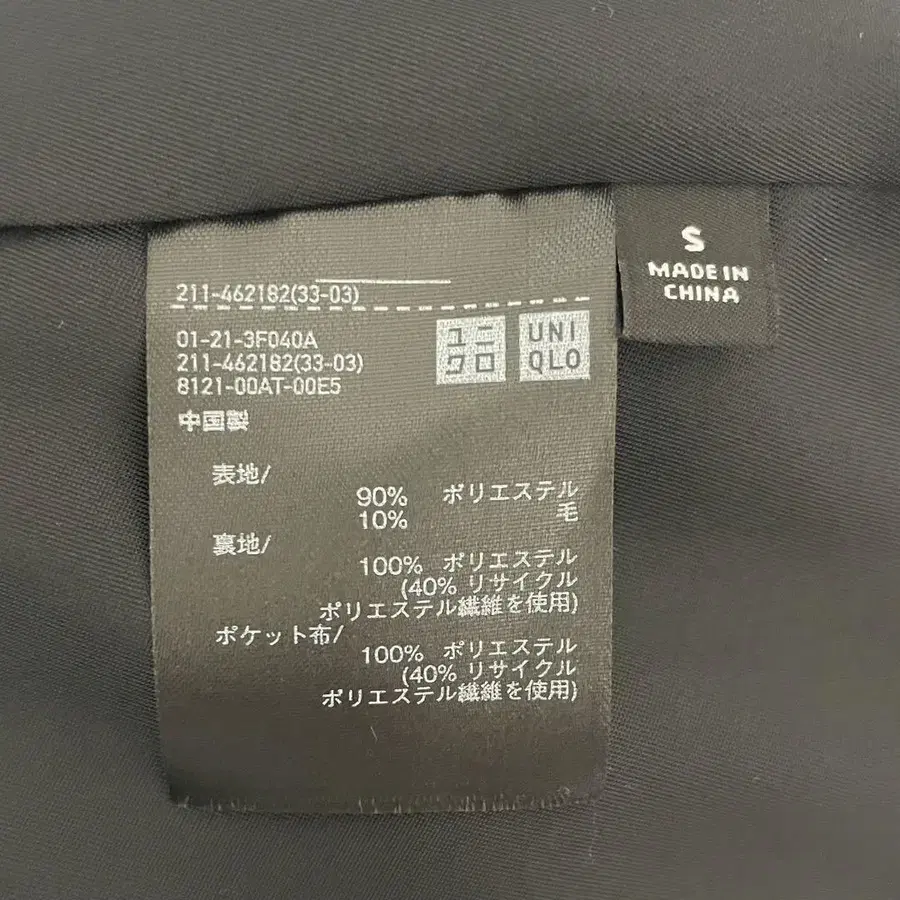 211-462182(33-03)
01-21-3F040A
211-462182(33-03)
8121-00AT-00E5
中国製
ユニ
クロ
UNI
QLO
表地/
90% ポリエステル
10% 毛
裏地/
100% ポリエステル
(40% リサイクル
ポリエステル繊維を使用)
ポケット布/
100% ポリエステル
(40% リサイクル
ポリエステル繊維を使用)
S
MADE IN
CHINA